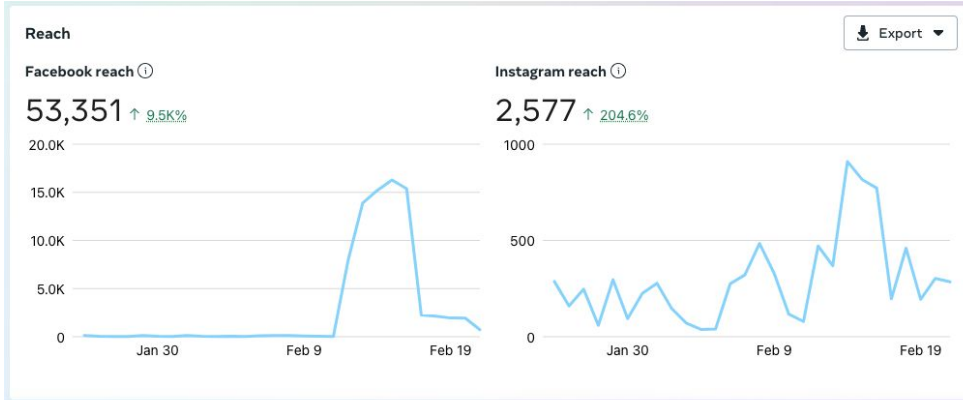 Reach
Export
Facebook reach
53,351 ↑ 9.5K%
20.0K
15.0K
10.0K
5.0K
0
Jan 30
Feb 9
Feb 19
Instagram reach
2,577 ↑ 204.6%
1000
500
0
Jan 30
Feb 9
Feb 19